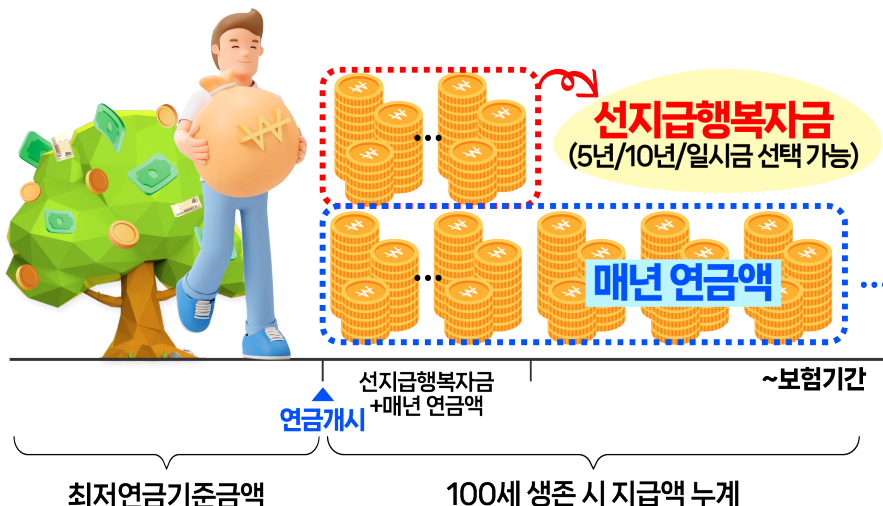 선지급행복자금
(5년/10년/일시금 선택 가능)
매년 연금액
선지급행복자금
+매년 연금액
~보험기간
연금개시
최저연금기준금액
100세 생존 시 지급액 누계